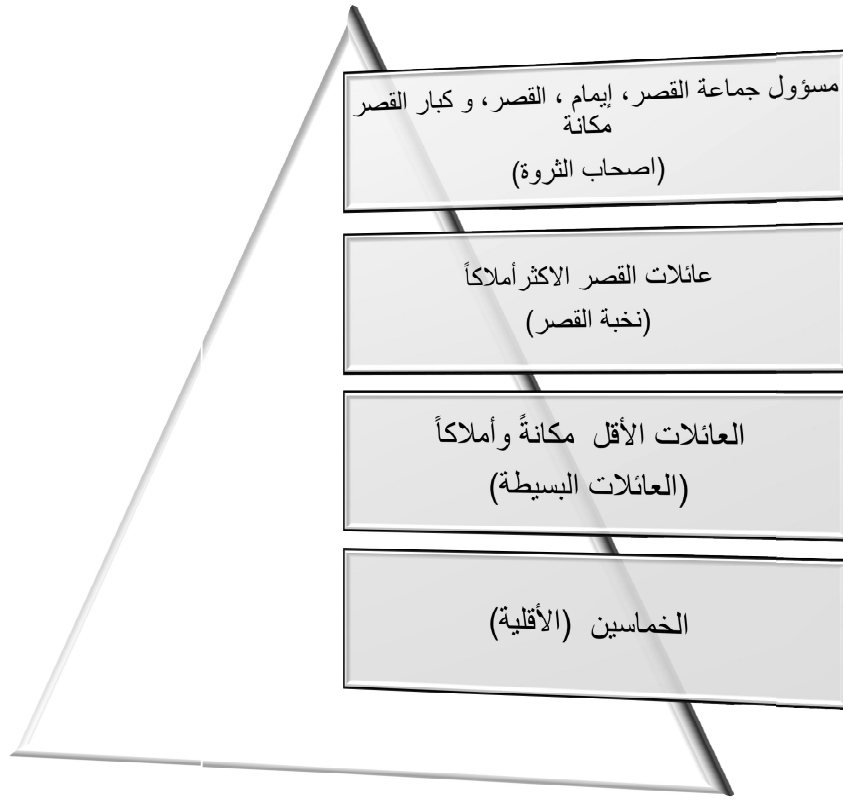 مسؤول جماعة القصر، إيمام ، القصر، و كبار القصر
مكانة
(اصحاب الثروة)
عائلات القصر الاكثرأملاكاً
(نخبة القصر)
العائلات الأقل مكانةً وأملاكاً
(العائلات البسيطة)
الخماسين (الأقلية)